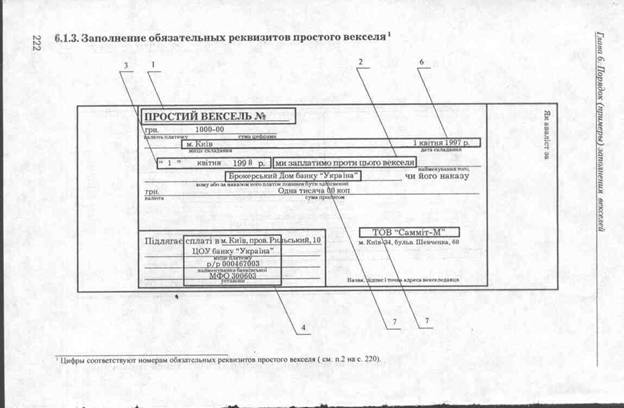 222
6.1.3. Заполнение обязательных реквизитов простого векселя 1
Глава 6. Порядок (примеры) заполнения векселей
3 1 2 6
ПРОСТИЙ ВЕКСЕЛЬ №
грн. 1000-00
валюта платежу сума цифрами
м. Київ 1 квітня 1997 р.
місце складання дата складання
“ 1 ” квітня 1998 р. ми заплатимо проти цього векселя
найменування того,
Брокерський Дом банку “Україна” чи його наказу
кому або за наказом кого платіж повинен бути здійснений
грн. Одна тисяча 00 коп
валюта сума прописом
Підлягає сплаті в м. Київ, пров. Рильський, 10
ЦОУ банку “Україна”
місце платежу
р/р 000467003
найменування банківської
МФО 300603
установи
ТОВ “Самміт-М”
м. Київ-34, бульв. Шевченка, 60
Назва, підпис і точна адреса векселедавця
Як аваліст за
4 7 7
1 Цифры соответствуют номерам обязательных реквизитов простого векселя ( см. п.2 на с. 220).